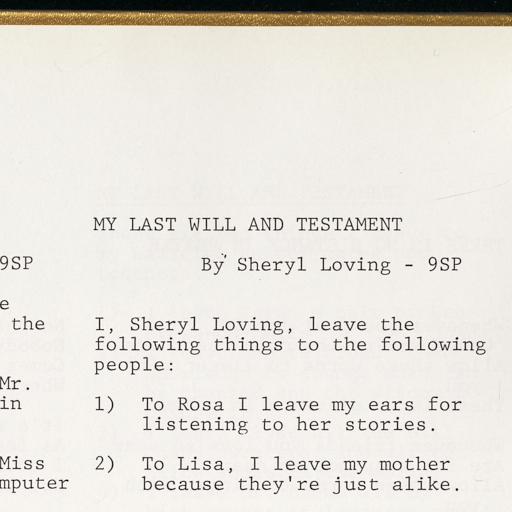 9SP
e
the
Mr.
in
Miss
mputer
MY LAST WILL AND TESTAMENT
By Sheryl Loving - 9SP
I, Sheryl Loving, leave the
following things to the following
people:
1) To Rosa I leave my ears for
listening to her stories.
2) To Lisa, I leave my mother
because they're just alike.